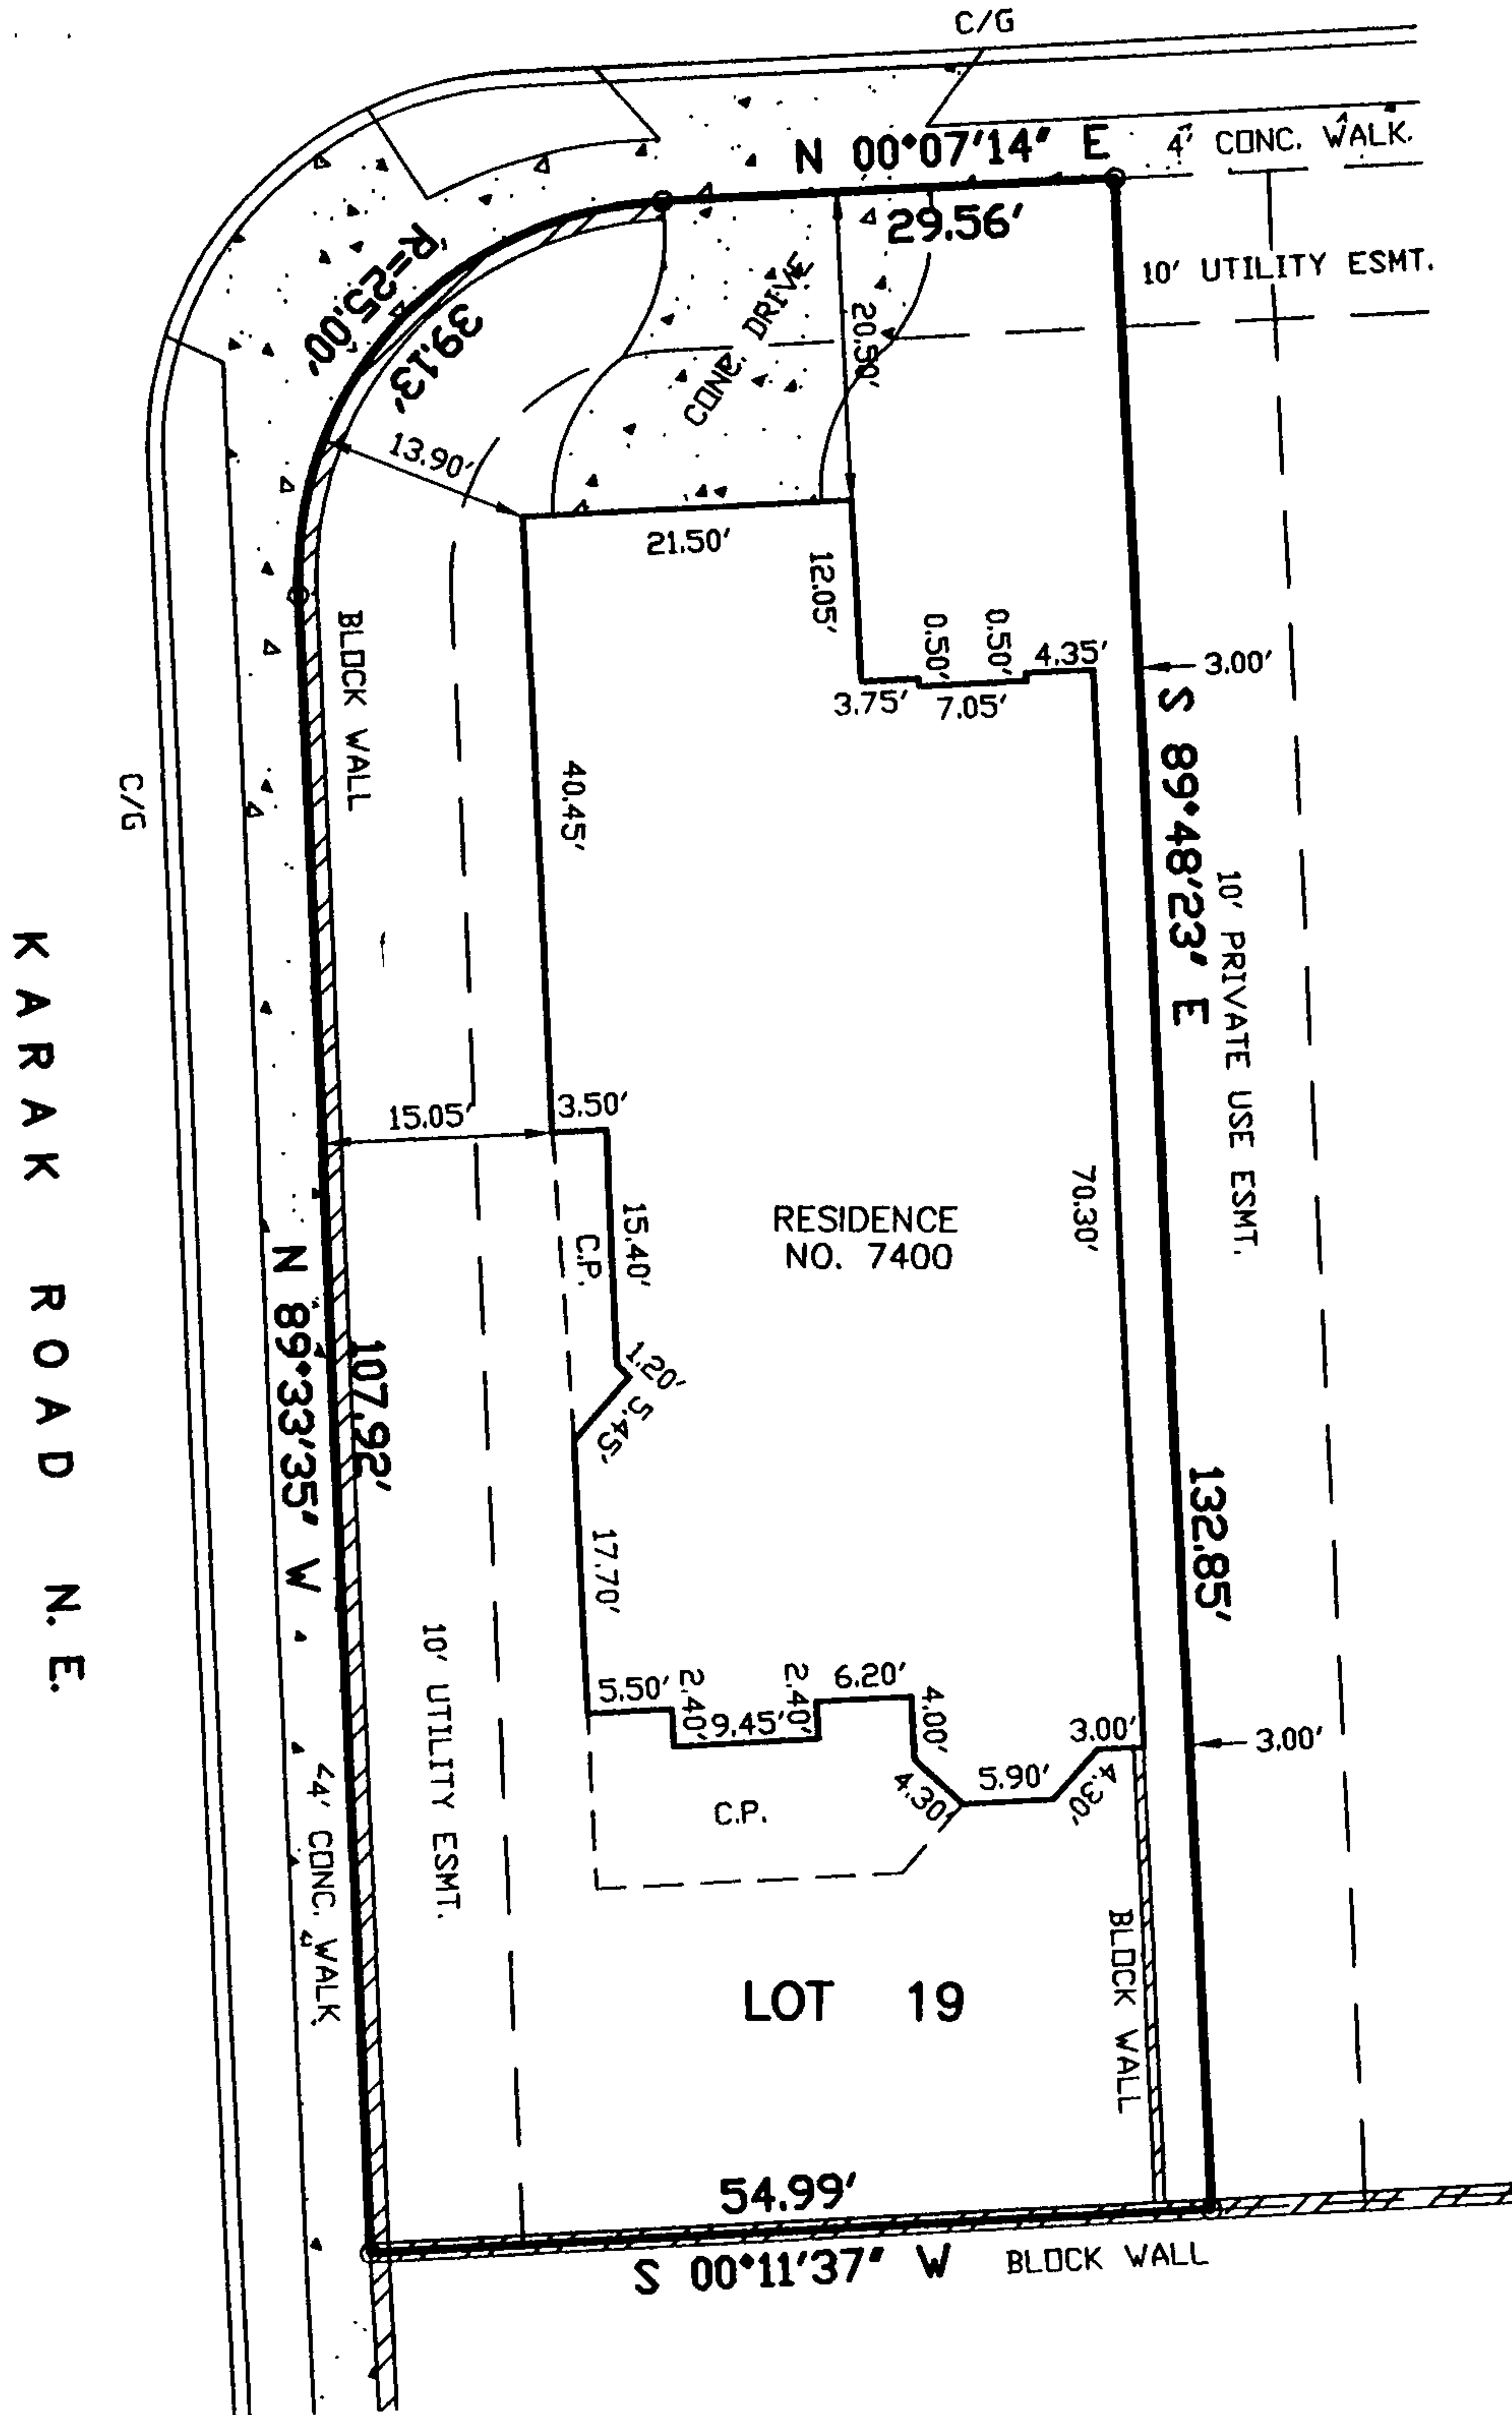 C/G
N 00°07'14" E
4' CONC. WALK.
29.56'
10' UTILITY ESMT.
R=25.00'
39.13'
CONC. DRIVE
20.50'
13.90'
21.50'
12.05'
0.50'
0.50'
4.35'
3.75'
7.05'
3.00'
S 89°48'23" E
BLOCK WALL
40.45'
C/G
10' PRIVATE USE ESMT.
KARAK ROAD N.E.
15.05'
3.50'
15.40'
C.P.
70.30'
RESIDENCE
NO. 7400
N 89°33'35" W
107.92'
1.20'
5.45'
132.85'
17.70'
10' UTILITY ESMT.
5.50'
2.40'
9.45'
2.40'
6.20'
4.00'
4.30'
5.90'
4.30'
3.00'
3.00'
C.P.
4' CONC. WALK
BLOCK WALL
LOT 19
54.99'
S 00°11'37" W
BLOCK WALL